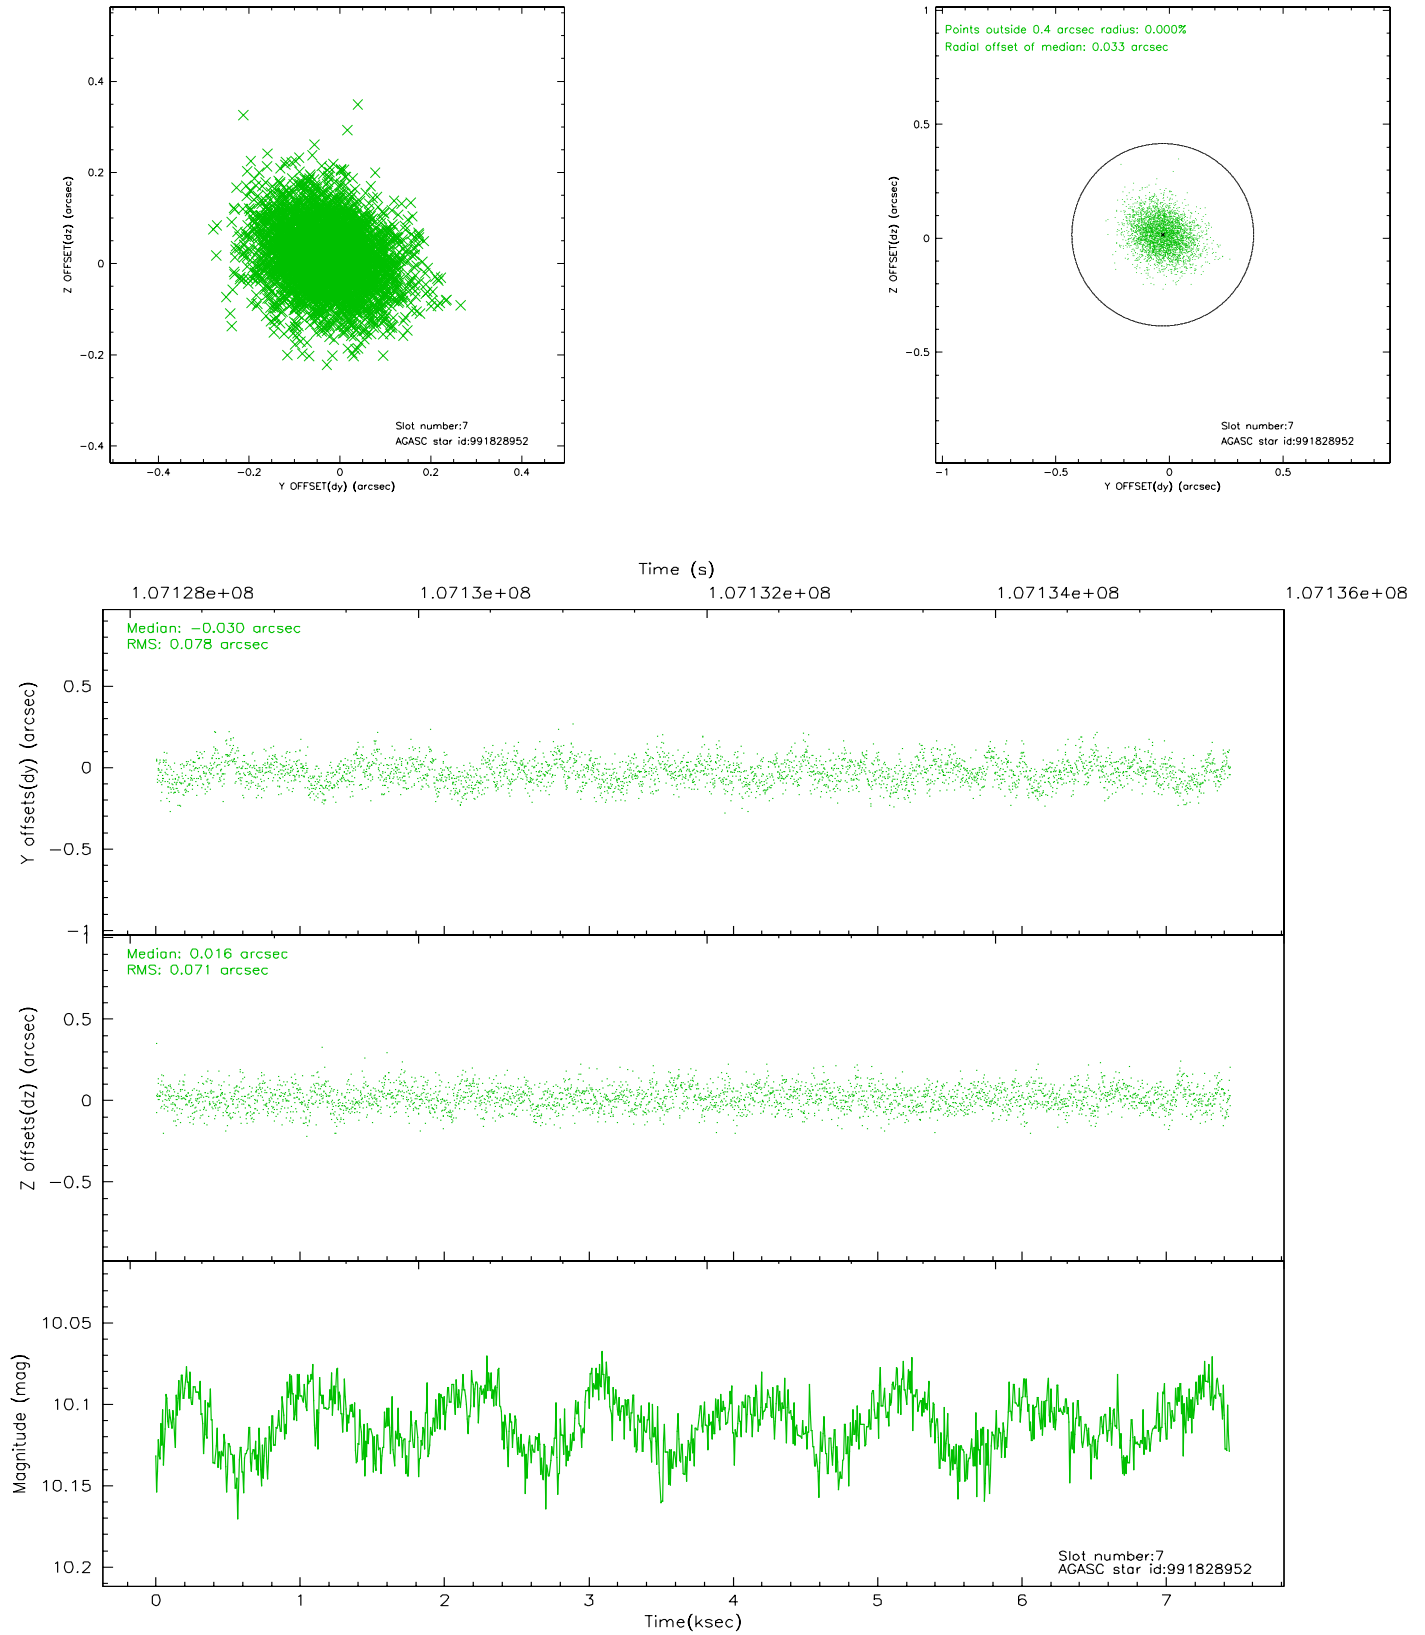 0.4
0.2
0
−0.2
−0.4
Z OFFSET(dz) (arcsec)
Slot number:7
AGASC star id:991828952
−0.4
−0.2
0
0.2
0.4
Y OFFSET(dy) (arcsec)
Points outside 0.4 arcsec radius: 0.000%
Radial offset of median: 0.033 arcsec
1
0.5
0
−0.5
Z OFFSET(dz) (arcsec)
Slot number:7
AGASC star id:991828952
−1
−0.5
0
0.5
Y OFFSET(dy) (arcsec)
Time (s)
1.07128e+08
1.0713e+08
1.07132e+08
1.07134e+08
1.07136e+08
Median: −0.030 arcsec
RMS: 0.078 arcsec
0.5
0
−0.5
−1
Y offsets(dy) (arcsec)
Median: 0.016 arcsec
RMS: 0.071 arcsec
1
0.5
0
−0.5
Z offsets(dz) (arcsec)
10.05
10.1
10.15
10.2
Magnitude (mag)
Slot number:7
AGASC star id:991828952
0
1
2
3
4
5
6
7
Time(ksec)